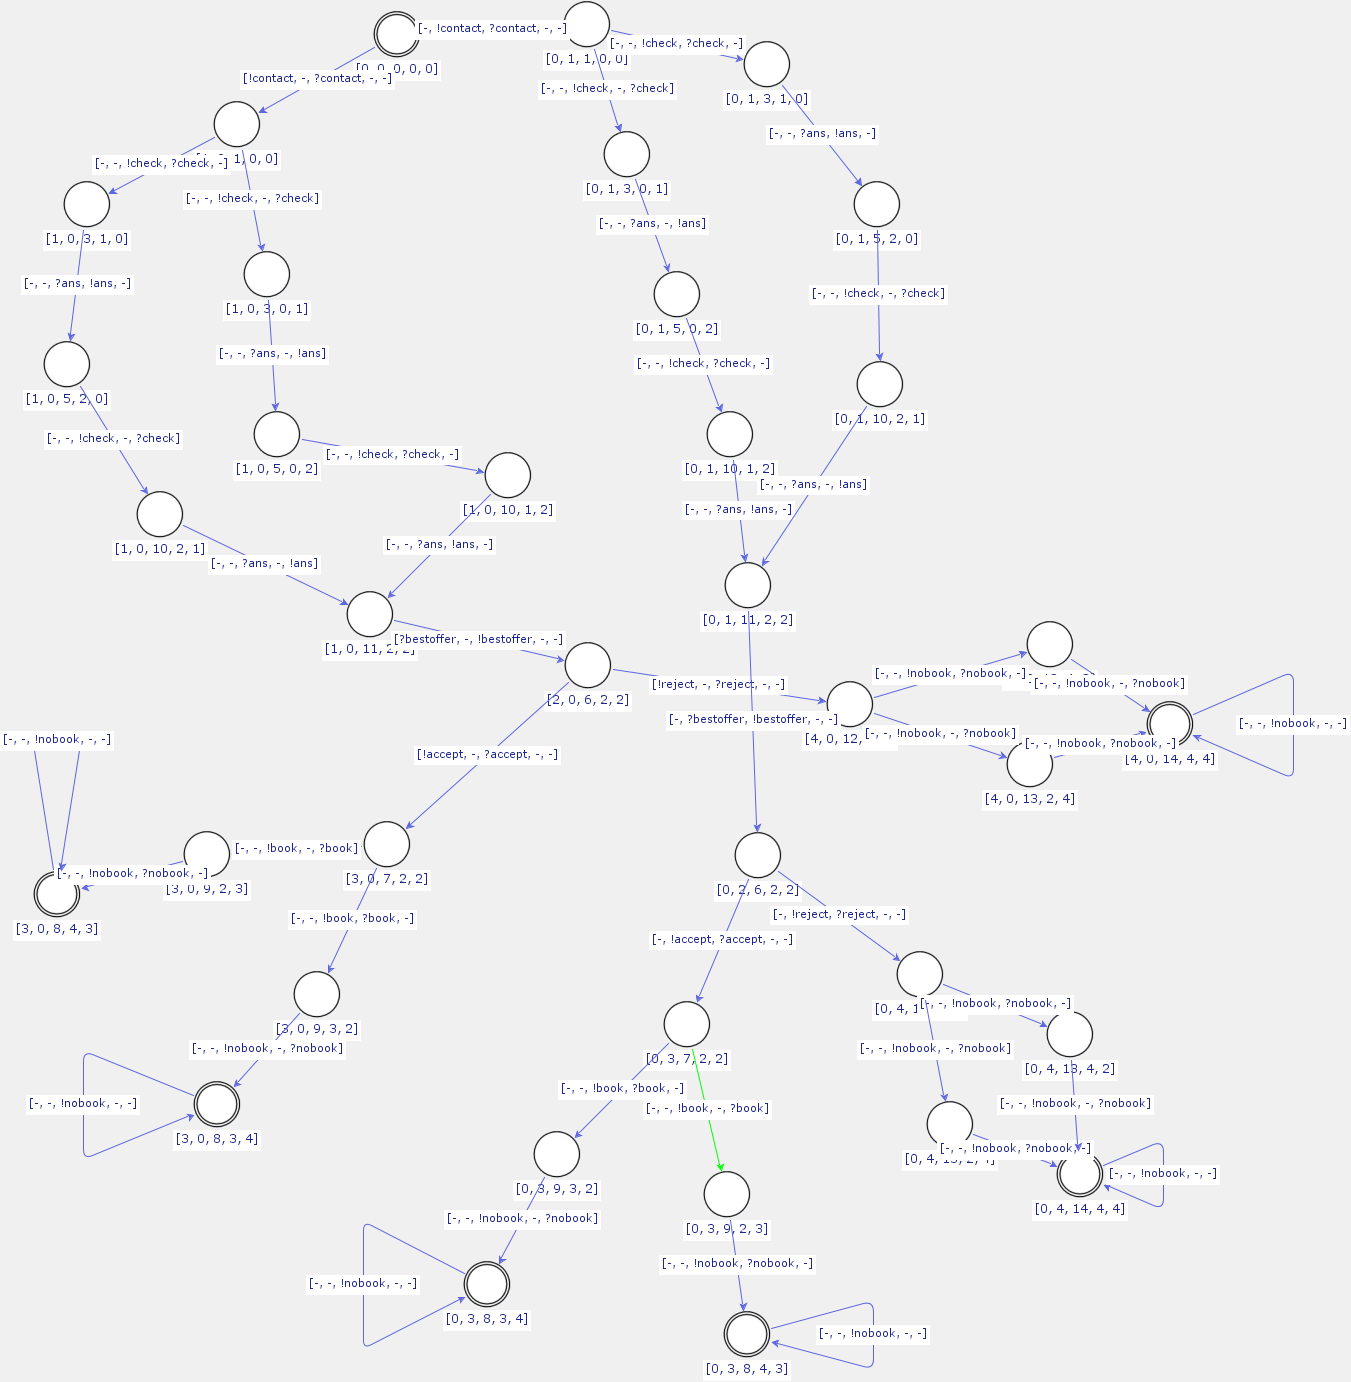 [-, !contact, ?contact, -, -]
[-, -, !check, ?check, -]
[0, 1, 1, 0, 0]
[0, 0, 0, 0, 0]
[!contact, -, ?contact, -, -]
[-, -, !check, -, ?check]
[0, 1, 3, 1, 0]
[-, -, ?ans, !ans, -]
1, 0, 0]
[-, -, !check, ?check, -]
[0, 1, 3, 0, 1]
[-, -, !check, -, ?check]
[-, -, ?ans, -, !ans]
[1, 0, 3, 1, 0]
[0, 1, 5, 2, 0]
[-, -, ?ans, !ans, -]
[-, -, !check, -, ?check]
[1, 0, 3, 0, 1]
[0, 1, 5, 0, 2]
[-, -, ?ans, -, !ans]
[-, -, !check, ?check, -]
[1, 0, 5, 2, 0]
[0, 1, 10, 2, 1]
[-, -, !check, -, ?check]
[-, -, !check, ?check, -]
[1, 0, 5, 0, 2]
[0, 1, 10, 1, 2]
[-, -, ?ans, -, !ans]
[1, 0, 10, 1, 2]
[-, -, ?ans, !ans, -]
[1, 0, 10, 2, 1]
[-, -, ?ans, !ans, -]
[-, -, ?ans, -, !ans]
[0, 1, 11, 2, 2]
[?bestoffer, -, !bestoffer, -, -]
[1, 0, 11, 2, 2]
[-, -, !nobook, ?nobook, -]
[-, -, !nobook, -, ?nobook]
[!reject, -, ?reject, -, -]
[2, 0, 6, 2, 2]
[-, ?bestoffer, !bestoffer, -, -]
[-, -, !nobook, -, -]
[4, 0, 12,
[-, -, !nobook, -, ?nobook]
[-, -, !nobook, ?nobook, -]
[-, -, !nobook, -, -]
[!accept, -, ?accept, -, -]
[4, 0, 14, 4, 4]
[4, 0, 13, 2, 4]
[-, -, !book, -, ?book]
[-, -, !nobook, ?nobook, -]
[3, 0, 7, 2, 2]
[3, 0, 9, 2, 3]
[0, 2, 6, 2, 2]
[-, -, !book, ?book, -]
[-, !reject, ?reject, -, -]
[3, 0, 8, 4, 3]
[-, !accept, ?accept, -, -]
[-, -, !nobook, ?nobook, -]
[0, 4, 1
[3, 0, 9, 3, 2]
[-, -, !nobook, -, ?nobook]
[-, -, !nobook, -, ?nobook]
[0, 3, 7, 2, 2]
[0, 4, 13, 4, 2]
[-, -, !book, ?book, -]
[-, -, !nobook, -, -]
[-, -, !book, -, ?book]
[-, -, !nobook, -, ?nobook]
[3, 0, 8, 3, 4]
[-, -, !nobook, ?nobook, -]
[0, 4, 13, 2, 4]
[-, -, !nobook, -, -]
[0, 3, 9, 3, 2]
[0, 4, 14, 4, 4]
[-, -, !nobook, -, ?nobook]
[0, 3, 9, 2, 3]
[-, -, !nobook, ?nobook, -]
[-, -, !nobook, -, -]
[0, 3, 8, 3, 4]
[-, -, !nobook, -, -]
[0, 3, 8, 4, 3]